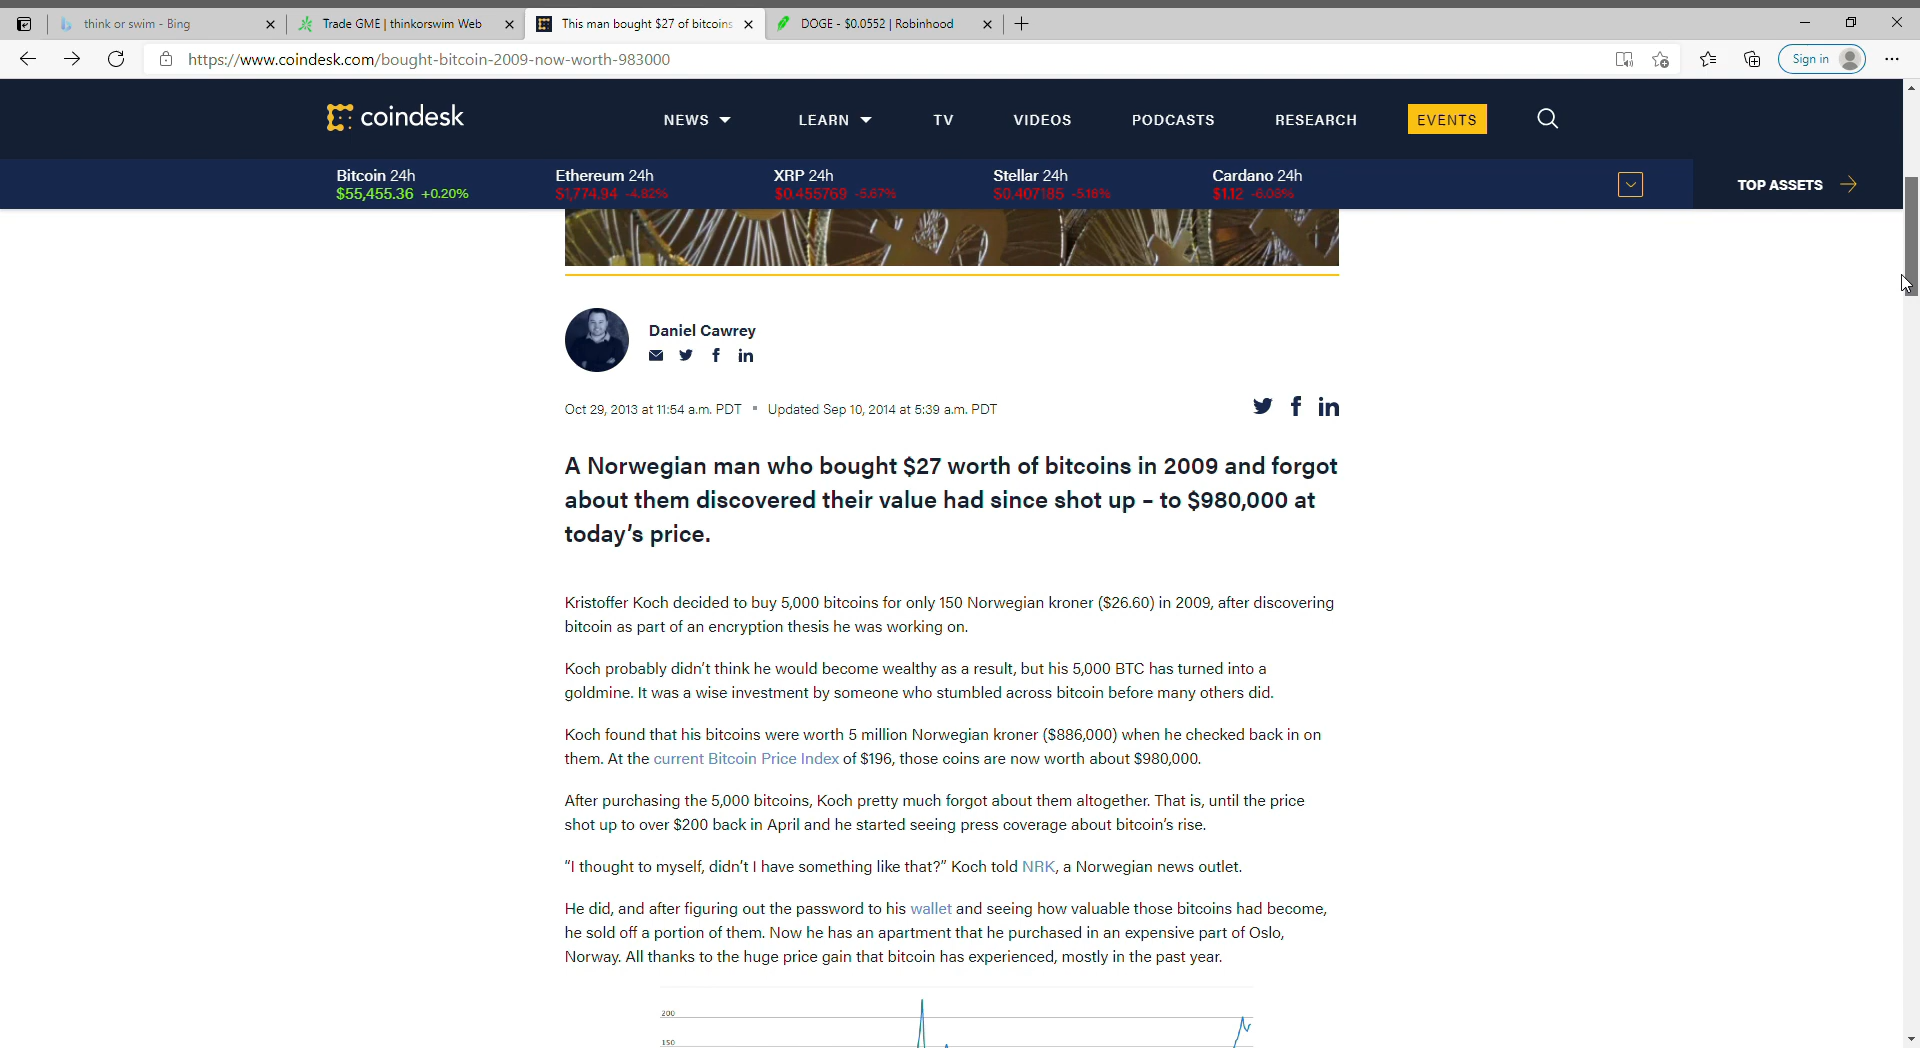 think or swim - Bing
Trade GME | thinkorswim Web
This man bought $27 of bitcoins
DOGE - $0.0552 | Robinhood
https://www.coindesk.com/bought-bitcoin-2009-now-worth-983000
Sign in
coindesk
NEWS
LEARN
TV
VIDEOS
PODCASTS
RESEARCH
EVENTS
Bitcoin 24h
$55,455.36 +0.20%
Ethereum 24h
$1,774.94 -4.82%
XRP 24h
$0.455769 -5.67%
Stellar 24h
$0.407185 -5.18%
Cardano 24h
$1.12 -6.03%
TOP ASSETS
Daniel Cawrey
Oct 29, 2013 at 11:54 a.m. PDT
Updated Sep 10, 2014 at 5:39 a.m. PDT
A Norwegian man who bought $27 worth of bitcoins in 2009 and forgot
about them discovered their value had since shot up – to $980,000 at
today's price.
Kristoffer Koch decided to buy 5,000 bitcoins for only 150 Norwegian kroner ($26.60) in 2009, after discovering
bitcoin as part of an encryption thesis he was working on.
Koch probably didn't think he would become wealthy as a result, but his 5,000 BTC has turned into a
goldmine. It was a wise investment by someone who stumbled across bitcoin before many others did.
Koch found that his bitcoins were worth 5 million Norwegian kroner ($886,000) when he checked back in on
them. At the current Bitcoin Price Index of $196, those coins are now worth about $980,000.
After purchasing the 5,000 bitcoins, Koch pretty much forgot about them altogether. That is, until the price
shot up to over $200 back in April and he started seeing press coverage about bitcoin's rise.
"I thought to myself, didn't I have something like that?" Koch told NRK, a Norwegian news outlet.
He did, and after figuring out the password to his wallet and seeing how valuable those bitcoins had become,
he sold off a portion of them. Now he has an apartment that he purchased in an expensive part of Oslo,
Norway. All thanks to the huge price gain that bitcoin has experienced, mostly in the past year.
200
150